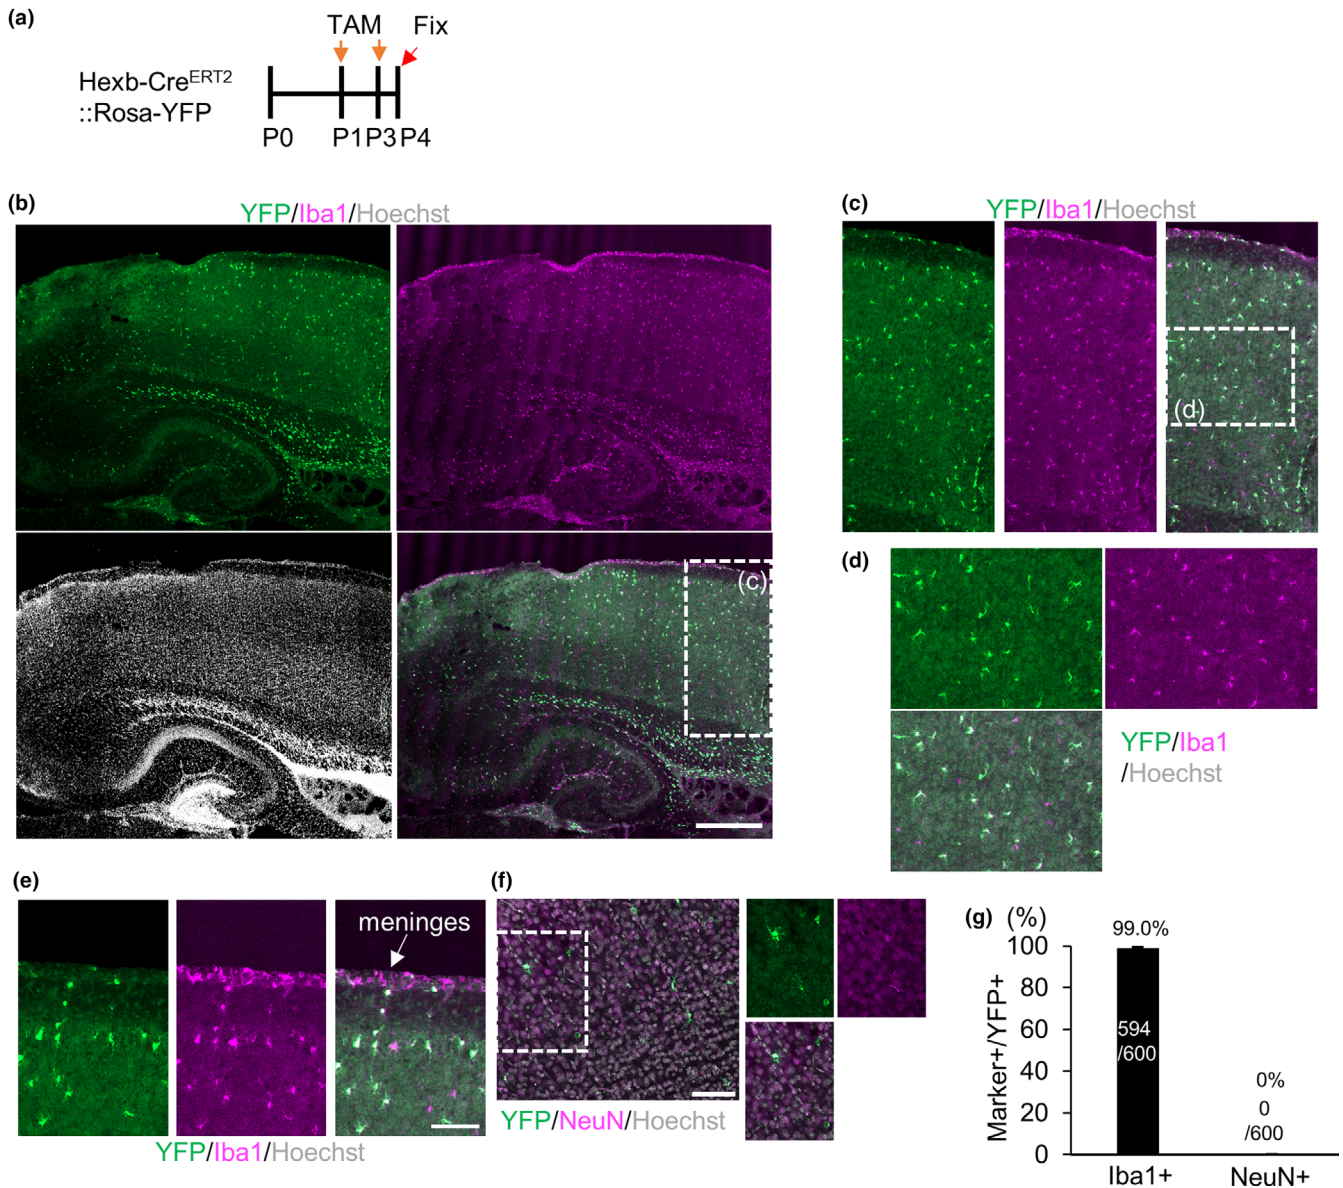 (a)
TAM
Fix
Hexb-CreERT2
::Rosa-YFP
P0 P1 P3 P4
(b)
YFP/Iba1/Hoechst
(c)
(c)
YFP/Iba1/Hoechst
(d)
(d)
YFP/Iba1
/Hoechst
(e)
meninges
YFP/Iba1/Hoechst
(f)
YFP/NeuN/Hoechst
(g)
(%)
Marker+/YFP+
100
80
60
40
20
0
99.0%
594
/600
0%
0
/600
Iba1+ NeuN+